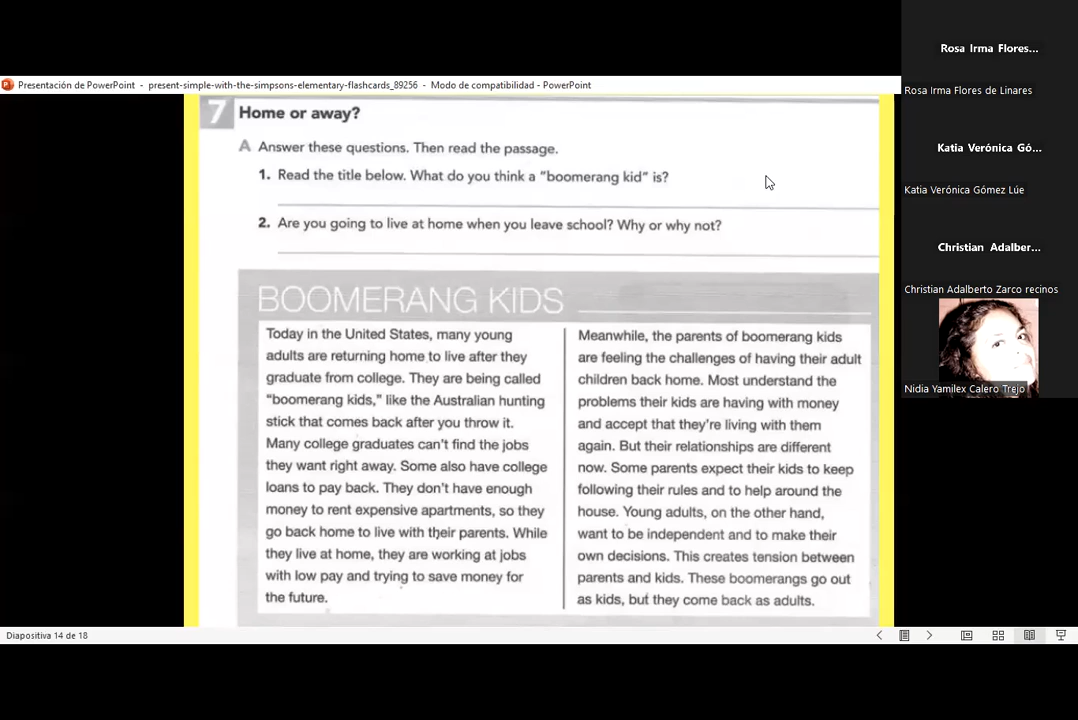 Presentación de PowerPoint - present-simple-with-the-simpsons-elementary-flashcards_89256 - Modo de compatibilidad - PowerPoint
7 Home or away?
A Answer these questions. Then read the passage.
1. Read the title below. What do you think a “boomerang kid” is?
2. Are you going to live at home when you leave school? Why or why not?
BOOMERANG KIDS
Today in the United States, many young
adults are returning home to live after they
graduate from college. They are being called
“boomerang kids,” like the Australian hunting
stick that comes back after you throw it.
Many college graduates can’t find the jobs
they want right away. Some also have college
loans to pay back. They don’t have enough
money to rent expensive apartments, so they
go back home to live with their parents. While
they live at home, they are working at jobs
with low pay and trying to save money for
the future.
Meanwhile, the parents of boomerang kids
are feeling the challenges of having their adult
children back home. Most understand the
problems their kids are having with money
and accept that they’re living with them
again. But their relationships are different
now. Some parents expect their kids to keep
following their rules and to help around the
house. Young adults, on the other hand,
want to be independent and to make their
own decisions. This creates tension between
parents and kids. These boomerangs go out
as kids, but they come back as adults.
Diapositiva 14 de 18
Rosa Irma Flores...
Rosa Irma Flores de Linares
Katia Verónica Gó...
Katia Verónica Gómez Lúe
Christian Adalber...
Christian Adalberto Zarco recinos
Nidia Yamilex Calero Trejo